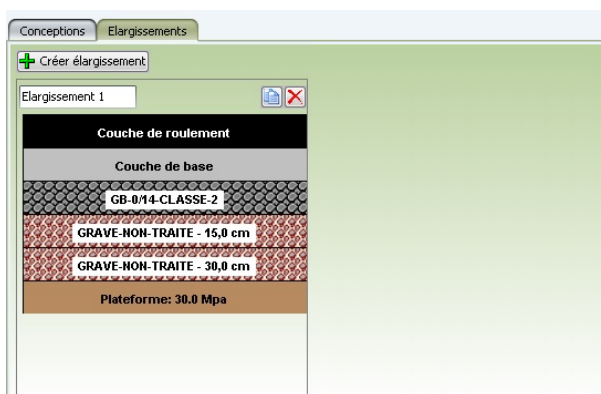 Conceptions Elargissements
Créer élargissement
Elargissement 1
Couche de roulement
Couche de base
GB-0/14-CLASSE-2
GRAVE-NON-TRAITE - 15,0 cm
GRAVE-NON-TRAITE - 30,0 cm
Plateforme: 30.0 Mpa